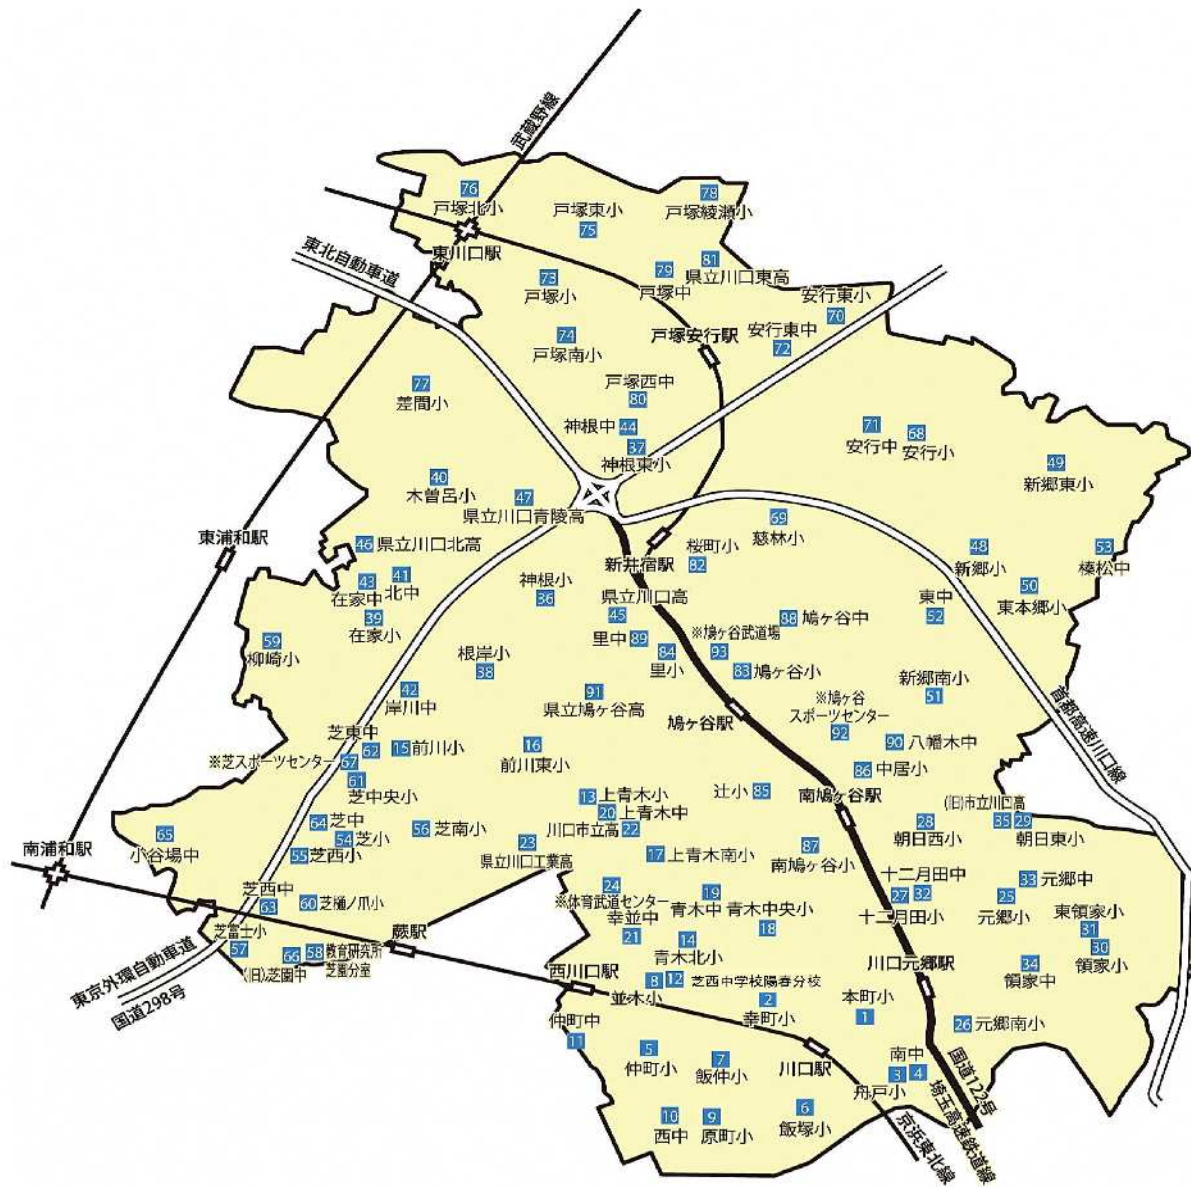 武蔵野線
76
戸塚北小
戸塚東小
75
78
戸塚綾瀬小
東川口駅
東北自動車道
73
戸塚小
79
戸塚中
81
県立川口東高
安行東小
70
74
戸塚南小
戸塚安行駅
安行東中
72
77
差間小
戸塚西中
80
神根中 44
37
神根東小
71
安行中
68
安行小
49
新郷東小
40
木曽呂小
47
県立川口青陵高
69
慈林小
東浦和駅
46 県立川口北高
新井宿駅
桜町小
82
48
新郷小
53
榛松中
43
在家中
41
北中
39
在家小
神根小
36
県立川口高
45
50
東本郷小
東中
52
59
柳崎小
里中 89
84
里小
※鳩ヶ谷武道場
93
88 鳩ヶ谷中
83 鳩ヶ谷小
根岸小
38
42
岸川中
91
県立鳩ヶ谷高
鳩ヶ谷駅
新郷南小
51
※鳩ヶ谷
スポーツセンター
92
首都高速川口線
芝東中
62
15 前川小
16
前川東小
90 八幡木中
※芝スポーツセンター 67
61
芝中央小
86 中居小
13 上青木小
20 上青木中
川口市立高 22
辻小 85
南鳩ヶ谷駅
(旧)市立川口高
35 29
朝日東小
28
朝日西小
65
小谷場中
64 芝中
54 芝小
55 芝西小
56 芝南小
23
県立川口工業高
17 上青木南小
87
南鳩ヶ谷小
南浦和駅
芝西中
63
60 芝樋ノ爪小
24
※体育武道センター
幸並中
21
19
青木中
青木中央小
18
十二月田中
27 32
十二月田小
33 元郷中
25
元郷小
東領家小
31
30
領家小
芝富士小
57
66
(旧)芝園中
58 教育研究所
芝園分室
蕨駅
14
青木北小
34
領家中
東京外環自動車道
国道298号
西川口駅
8 12 芝西中学校陽春分校
並木小
2
幸町小
本町小
1
川口元郷駅
26 元郷南小
仲町中
11
5
仲町小
7
飯仲小
川口駅
南中
3 4
舟戸小
国道122号
埼玉高速鉄道線
10
西中
9
原町小
6
飯塚小
京浜東北線